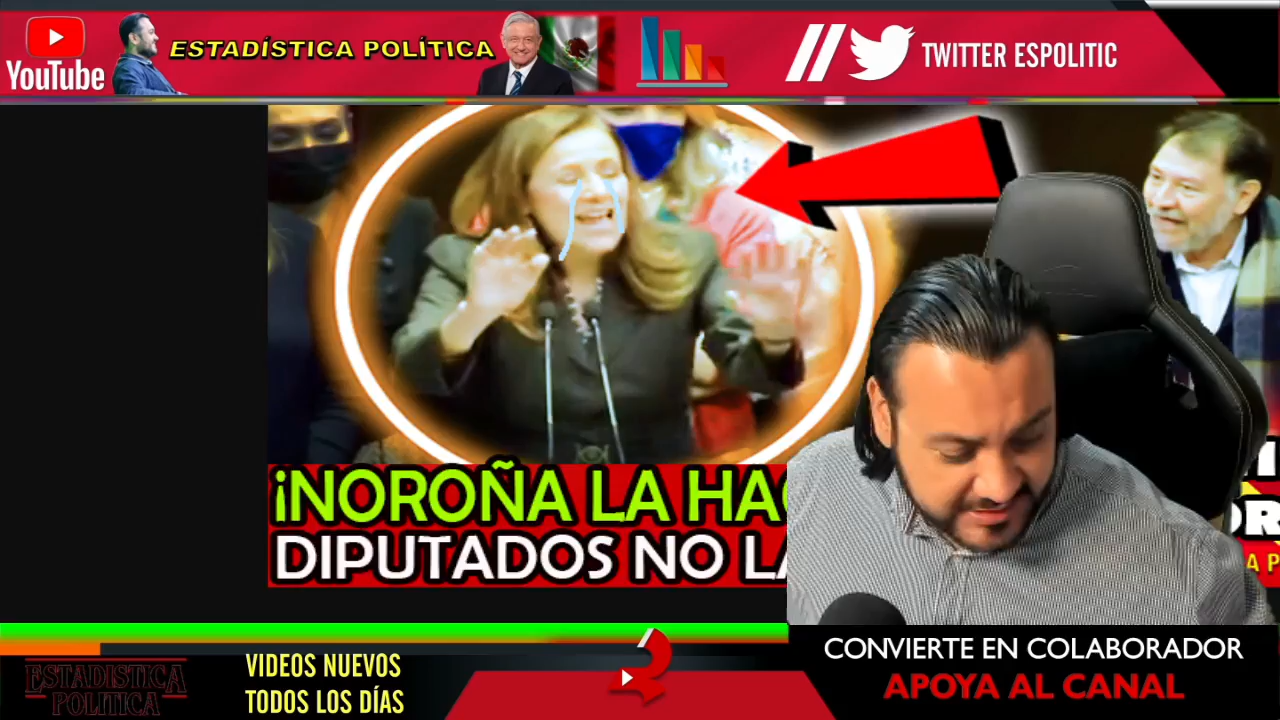 YouTube
ESTADÍSTICA POLÍTICA
TWITTER ESPOLITIC
¡NOROÑA LA HAC
DIPUTADOS NO LA
A P
ESTADISTICA
POLITICA
VIDEOS NUEVOS
TODOS LOS DÍAS
CONVIERTE EN COLABORADOR
APOYA AL CANAL